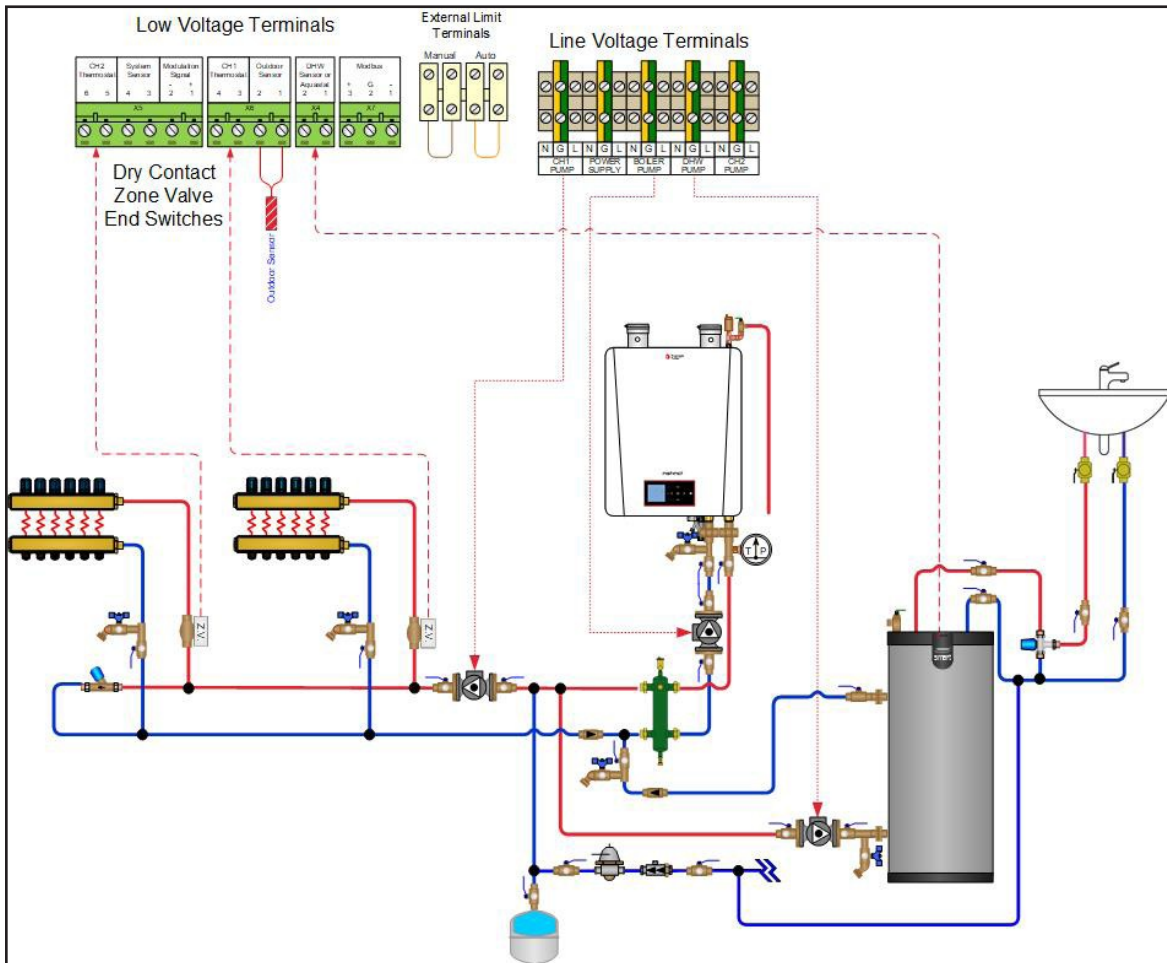 Low Voltage Terminals
External Limit
Terminals
Manual Auto
Line Voltage Terminals
CH2
Thermostat
6 5
System
Sensor
4 3
Modulation
Signal
- +
2 1
X5
CH1
Thermostat
4 3
Outdoor
Sensor
2 1
X6
DHW
Sensor or
Aquastat
2 1
X4
Modbus
+ G -
3 2 1
X7
N G L N G L N G L N G L N G L
CH1
PUMP
POWER
SUPPLY
BOILER
PUMP
DHW
PUMP
CH2
PUMP
Dry Contact
Zone Valve
End Switches
Outdoor Sensor
Z.V.
Z.V.
T P